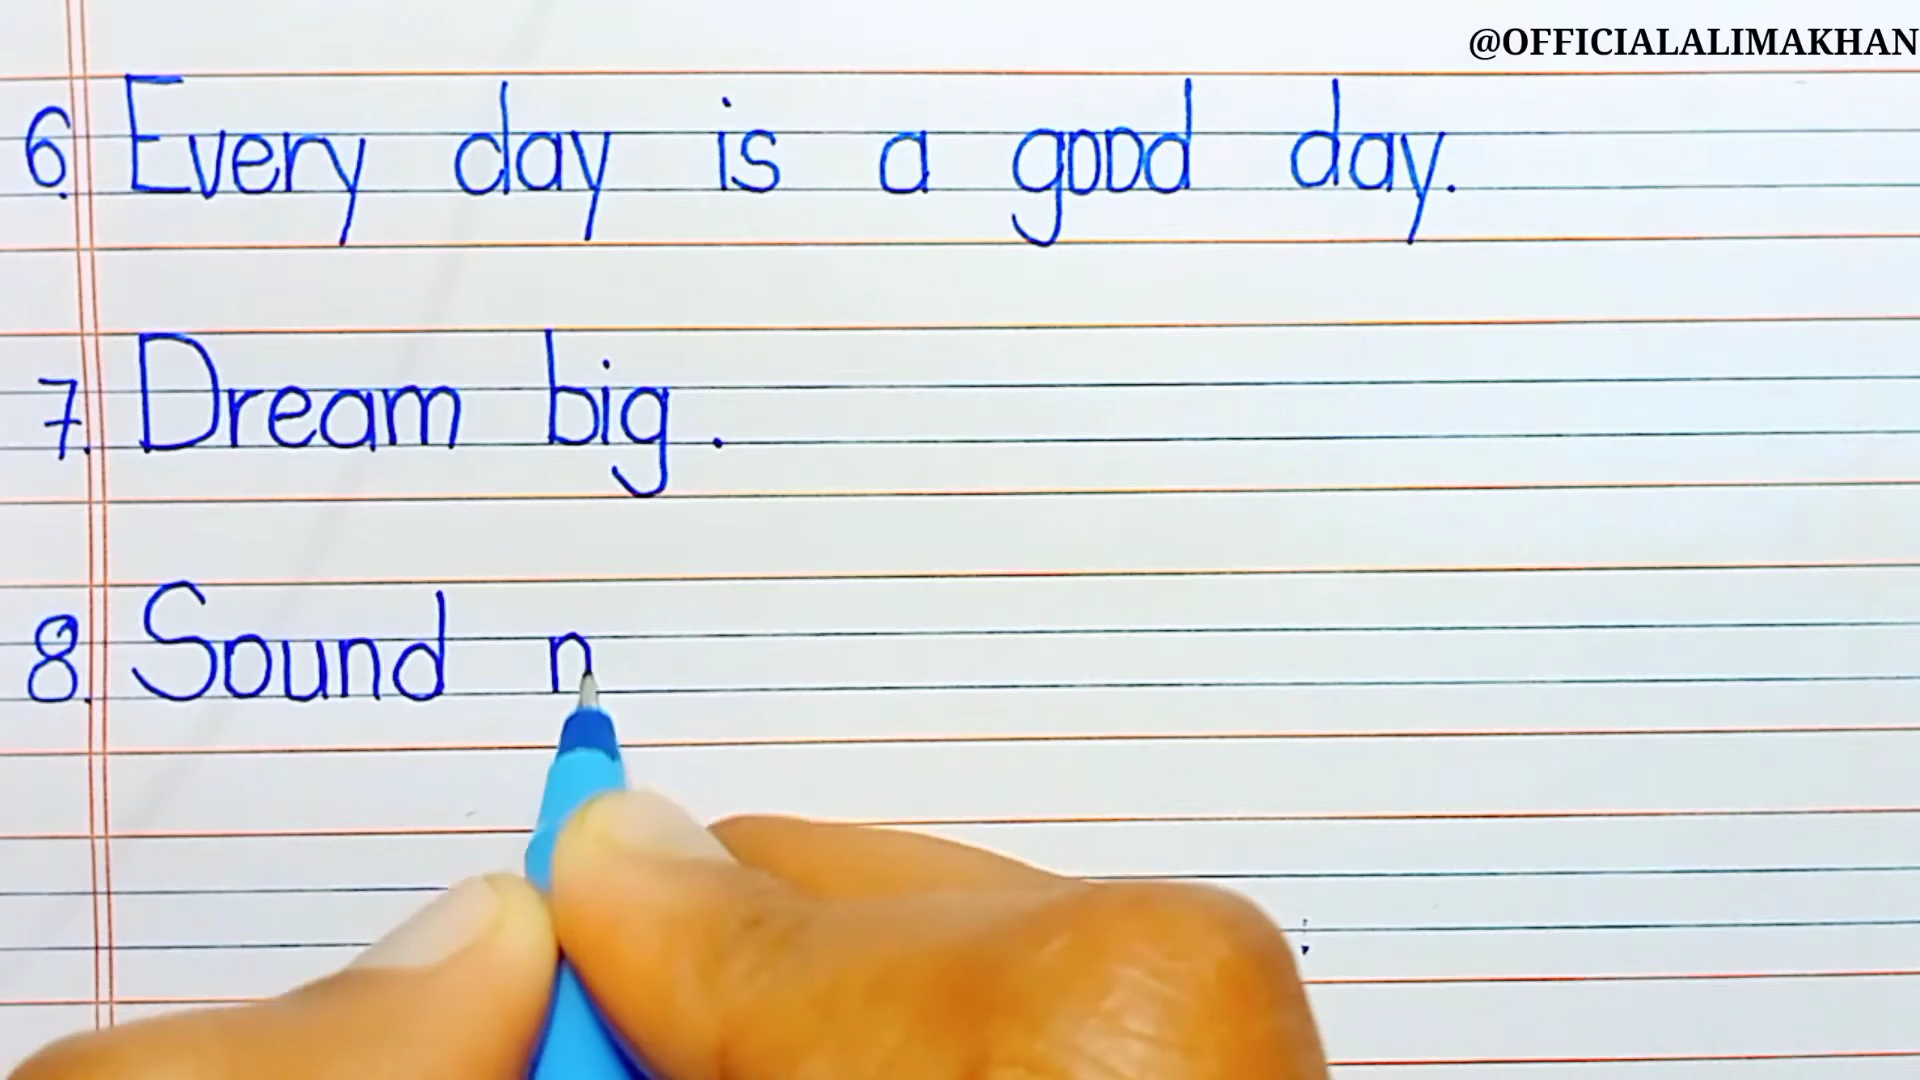 @OFFICIALALIMAKHAN
6. Every day is a good day.
7. Dream big.
8. Sound n